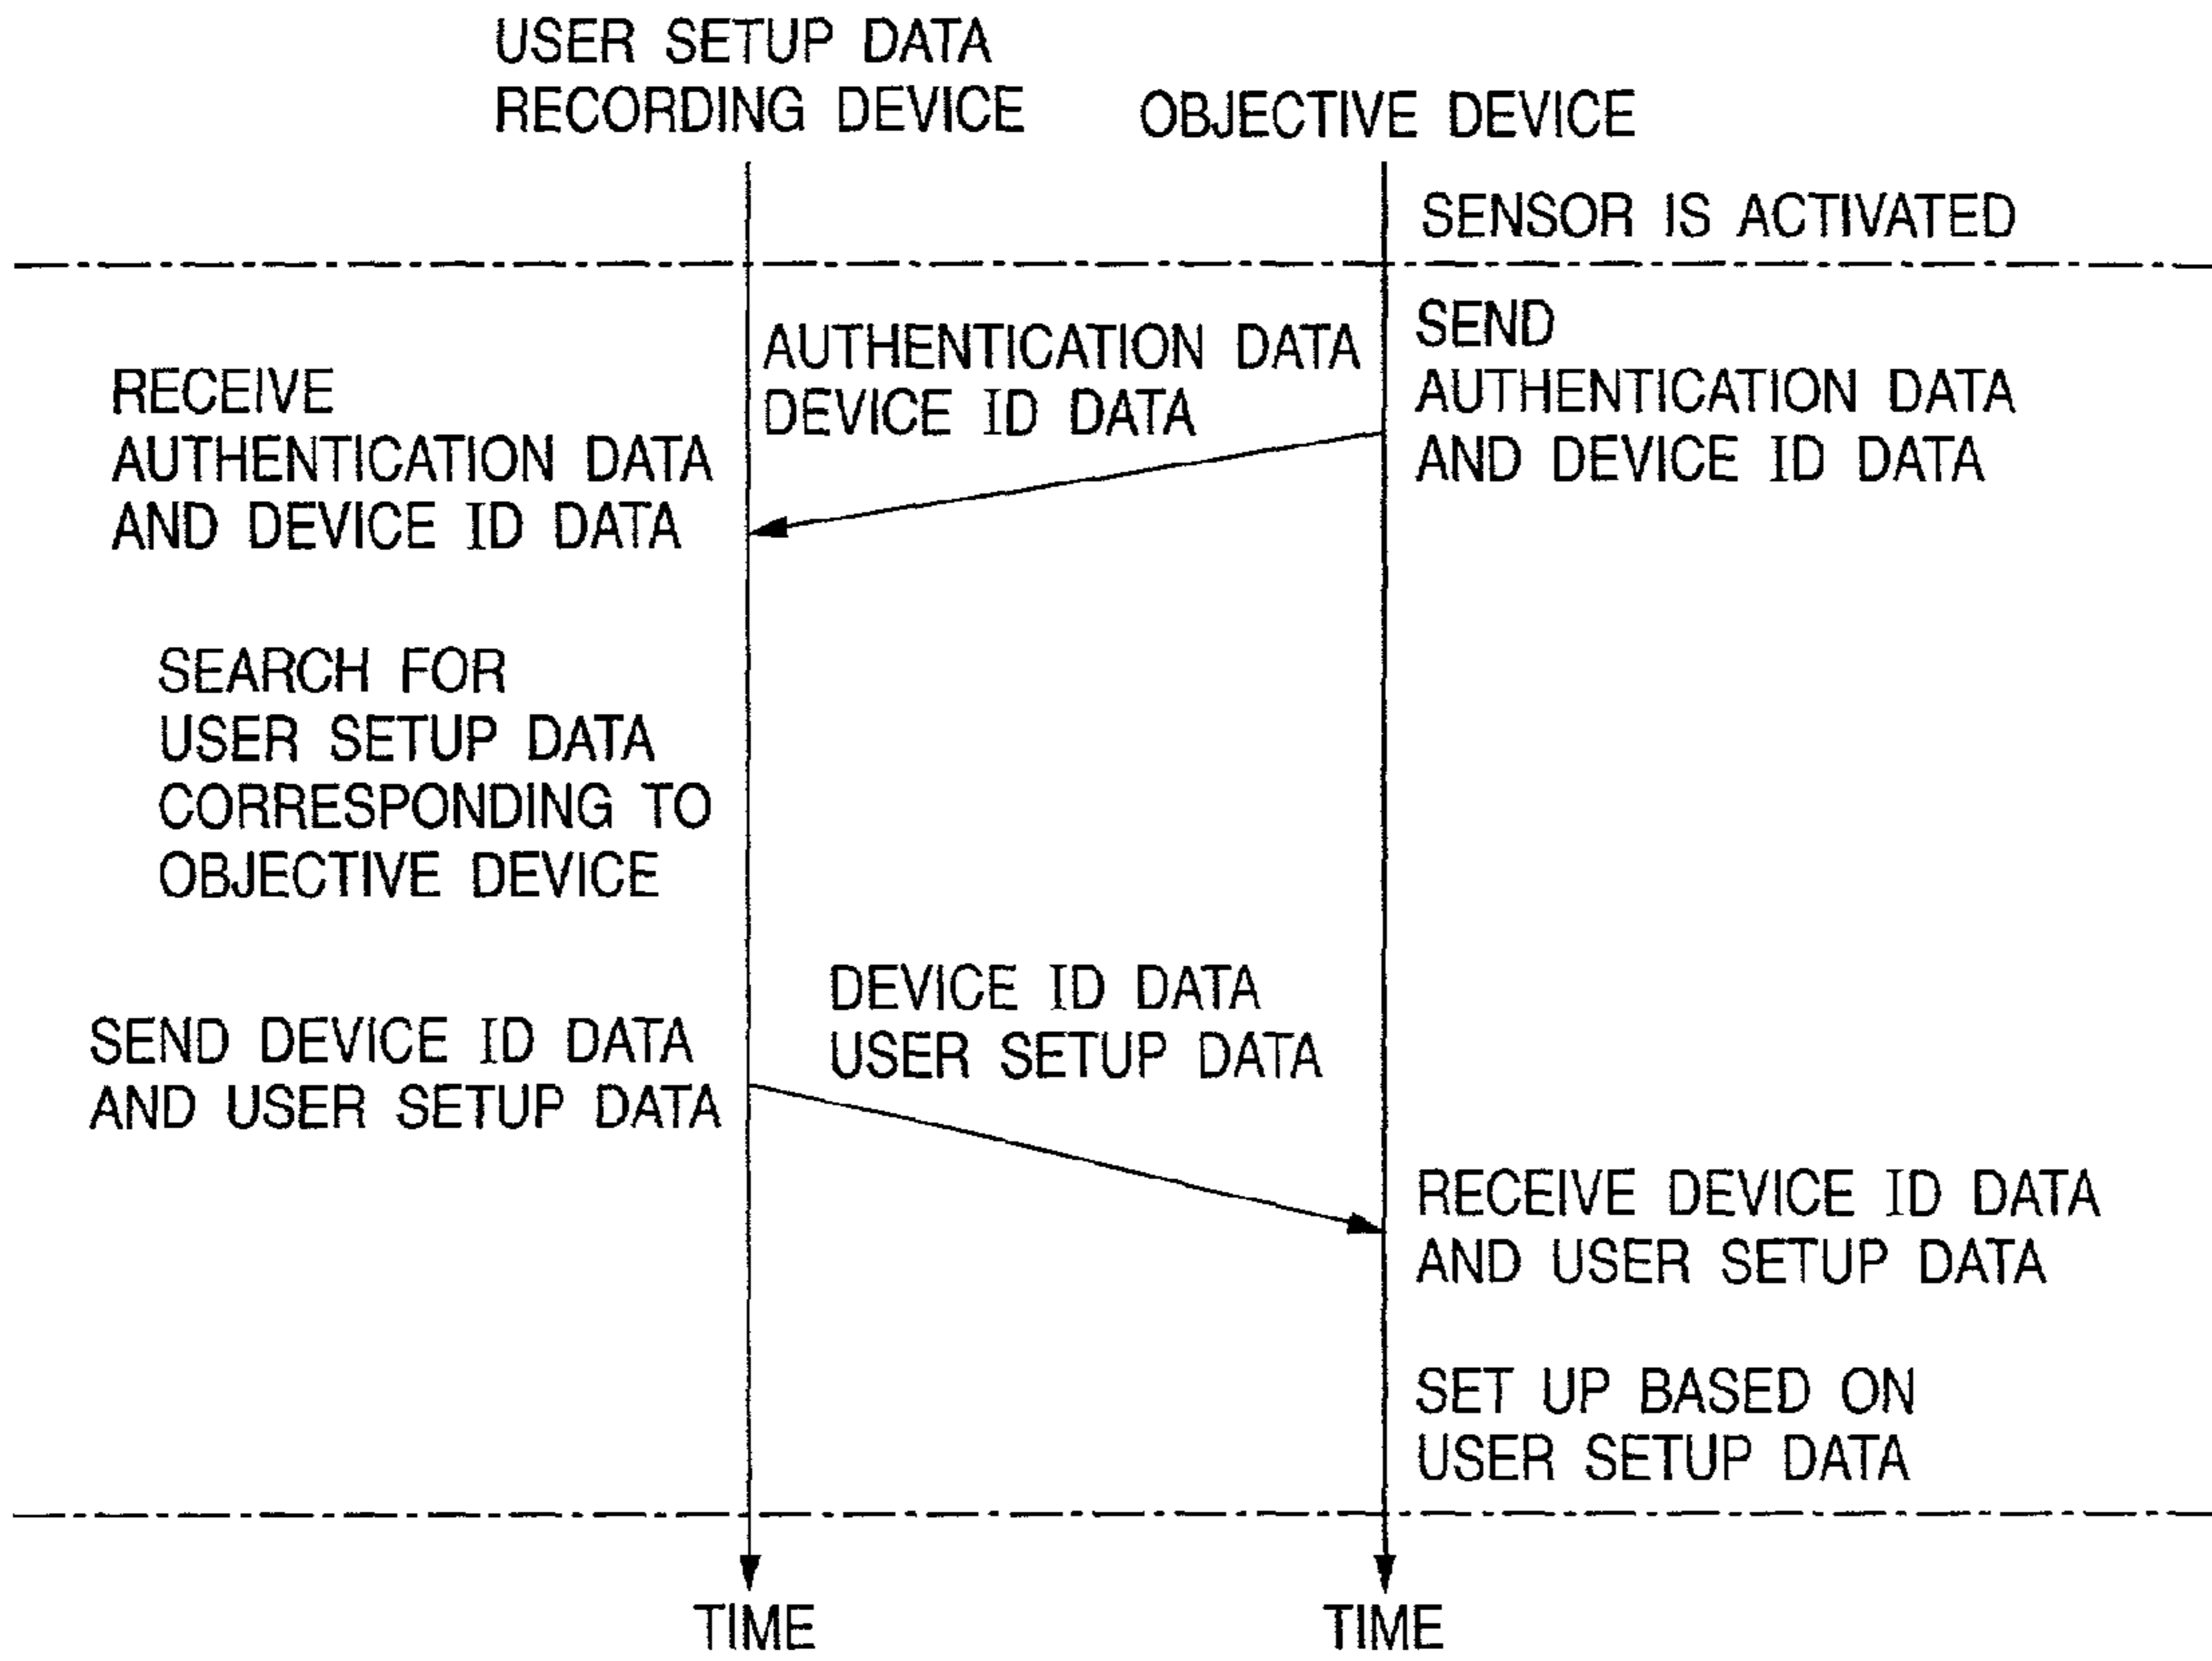 USER SETUP DATA
RECORDING DEVICE
OBJECTIVE DEVICE
SENSOR IS ACTIVATED
SEND
AUTHENTICATION DATA
AND DEVICE ID DATA
AUTHENTICATION DATA
DEVICE ID DATA
RECEIVE
AUTHENTICATION DATA
AND DEVICE ID DATA
SEARCH FOR
USER SETUP DATA
CORRESPONDING TO
OBJECTIVE DEVICE
SEND DEVICE ID DATA
AND USER SETUP DATA
DEVICE ID DATA
USER SETUP DATA
RECEIVE DEVICE ID DATA
AND USER SETUP DATA
SET UP BASED ON
USER SETUP DATA
TIME
TIME